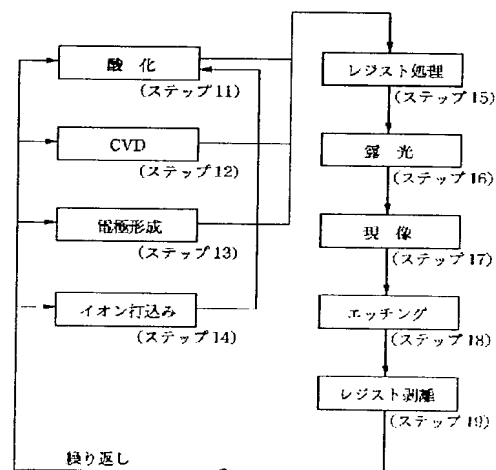 酸化
(ステップ11)
CVD
(ステップ12)
電極形成
(ステップ13)
イオン打込み
(ステップ14)
レジスト処理
(ステップ15)
露光
(ステップ16)
現像
(ステップ17)
エッチング
(ステップ18)
レジスト剥離
(ステップ19)
繰り返し